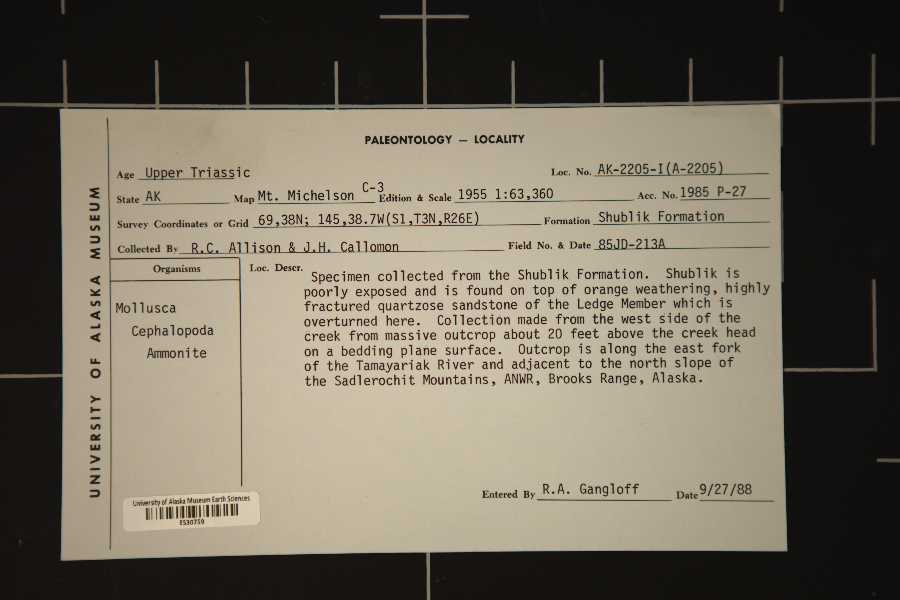 UNIVERSITY OF ALASKA MUSEUM
PALEONTOLOGY — LOCALITY
Age Upper Triassic Loc. No. AK-2205-I(A-2205)
State AK Map Mt. Michelson C-3 Edition & Scale 1955 1:63,360 Acc. No. 1985 P-27
Survey Coordinates or Grid 69,38N; 145,38.7W(S1,T3N,R26E) Formation Shublik Formation
Collected By R.C. Allison & J.H. Callomon Field No. & Date 85JD-213A
Organisms
Mollusca
Cephalopoda
Ammonite
Loc. Descr.
Specimen collected from the Shublik Formation. Shublik is
poorly exposed and is found on top of orange weathering, highly
fractured quartzose sandstone of the Ledge Member which is
overturned here. Collection made from the west side of the
creek from massive outcrop about 20 feet above the creek head
on a bedding plane surface. Outcrop is along the east fork
of the Tamayariak River and adjacent to the north slope of
the Sadlerochit Mountains, ANWR, Brooks Range, Alaska.
Entered By R.A. Gangloff Date 9/27/88
University of Alaska Museum Earth Sciences
ES30759